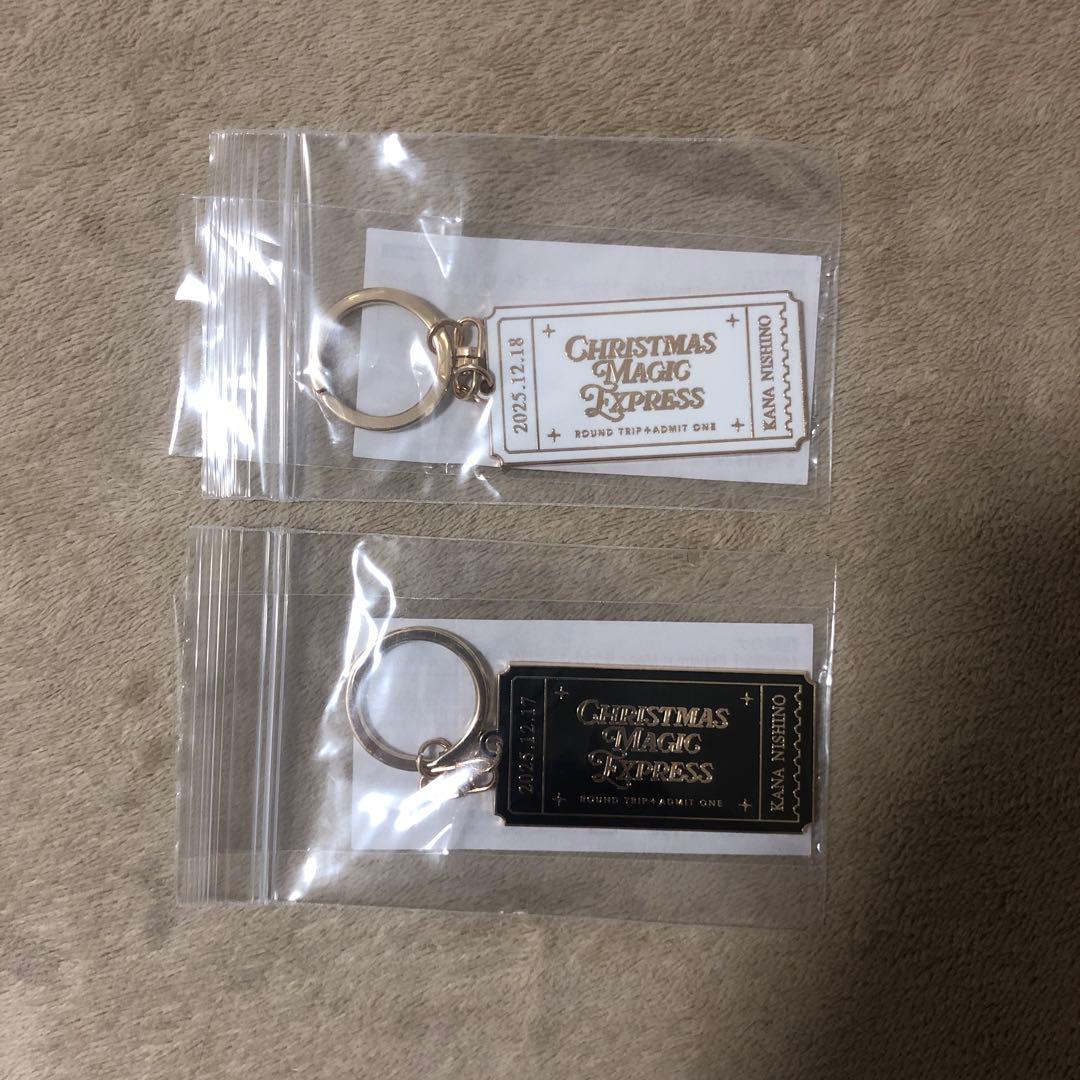 2025.12.18
CHRISTMAS
MAGIC
EXPRESS
ROUND TRIP+ADMIT ONE
KANA NISHINO
2025.12.17
CHRISTMAS
MAGIC
EXPRESS
ROUND TRIP+ADMIT ONE
KANA NISHINO